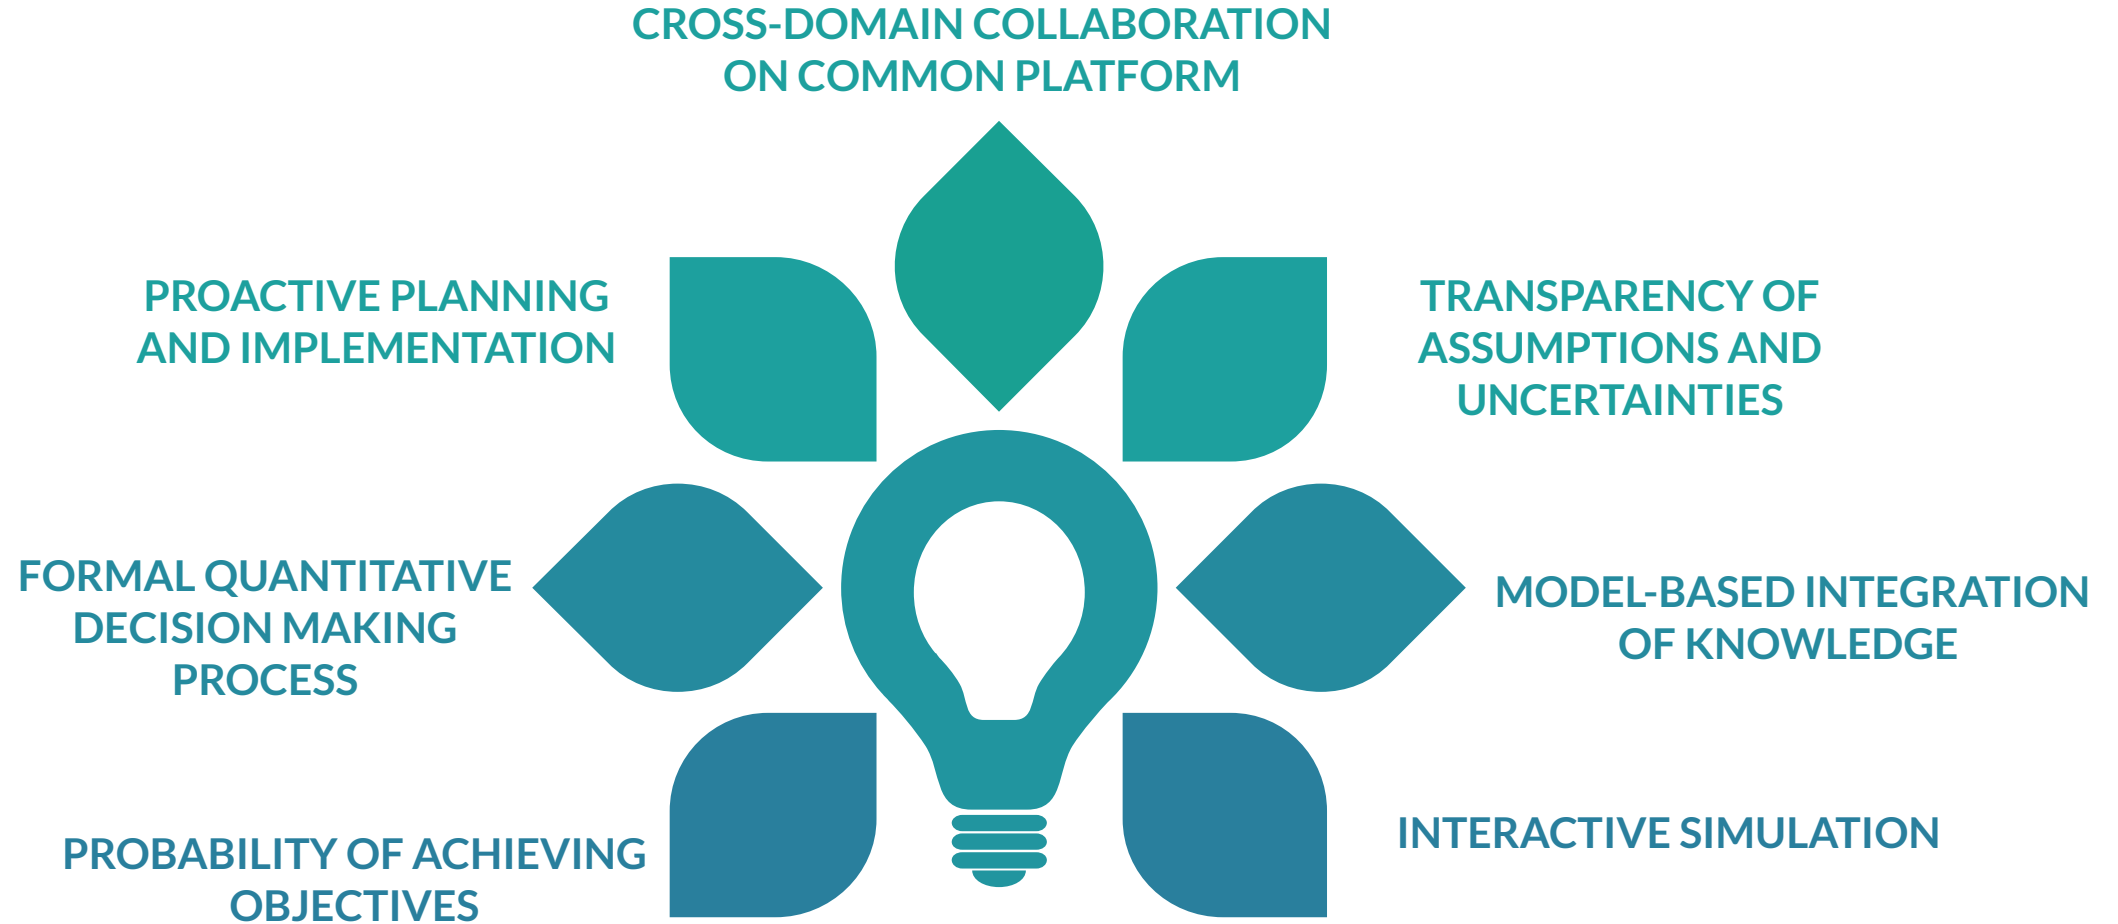 CROSS-DOMAIN COLLABORATION
ON COMMON PLATFORM
PROACTIVE PLANNING
AND IMPLEMENTATION
TRANSPARENCY OF
ASSUMPTIONS AND
UNCERTAINTIES
FORMAL QUANTITATIVE
DECISION MAKING
PROCESS
MODEL-BASED INTEGRATION
OF KNOWLEDGE
PROBABILITY OF ACHIEVING
OBJECTIVES
INTERACTIVE SIMULATION